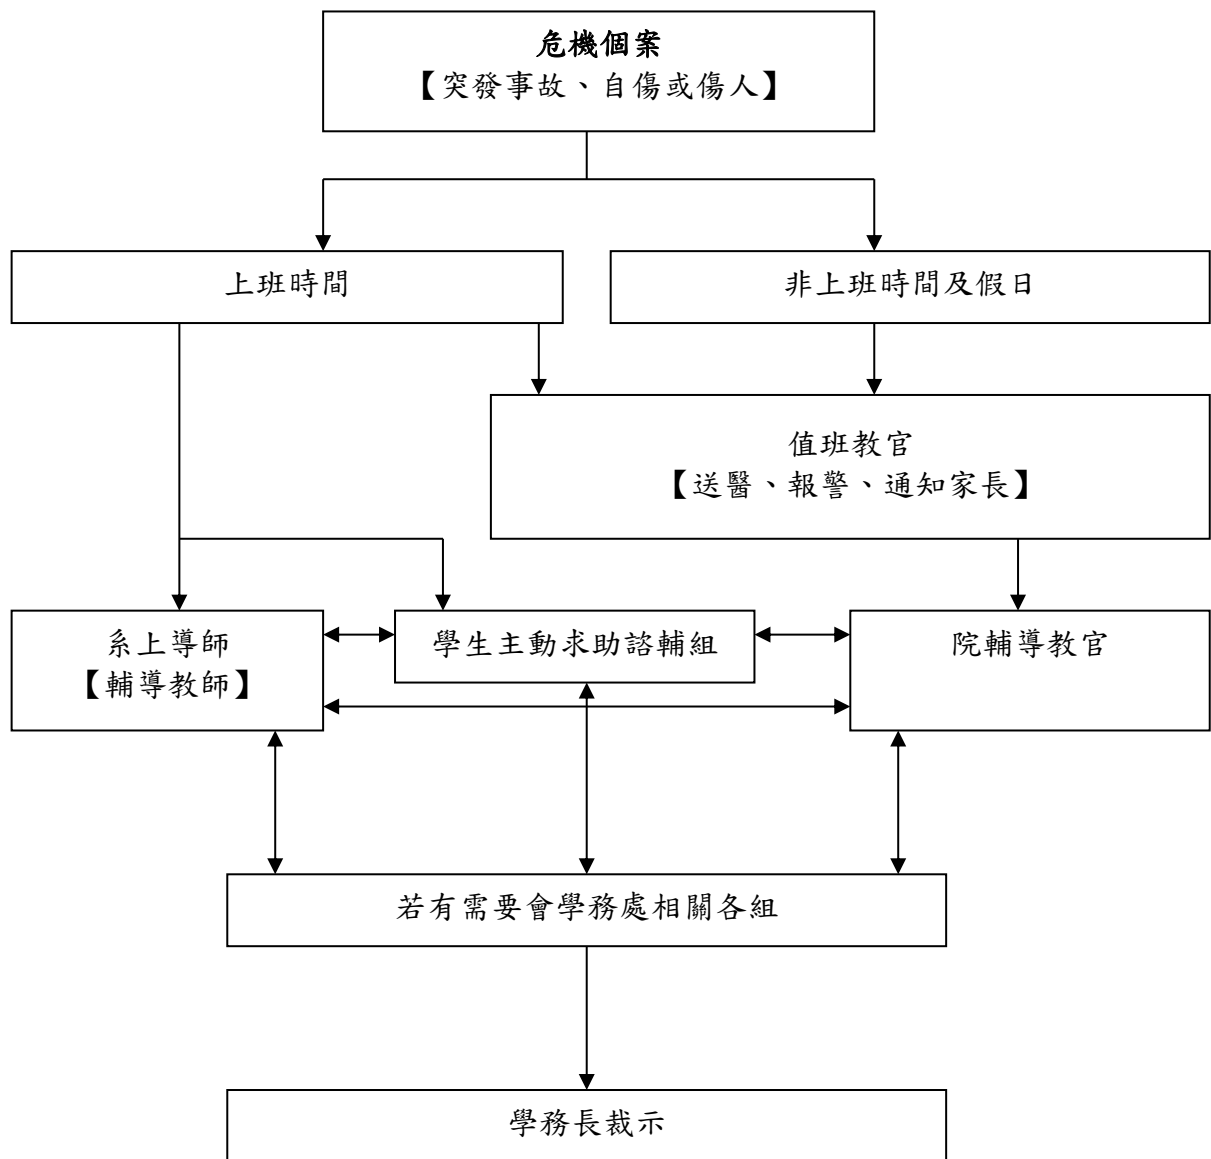 危機個案
【突發事故、自傷或傷人】
上班時間
非上班時間及假日
值班教官
【送醫、報警、通知家長】
系上導師
【輔導教師】
學生主動求助諮輔組
院輔導教官
若有需要會學務處相關各組
學務長裁示